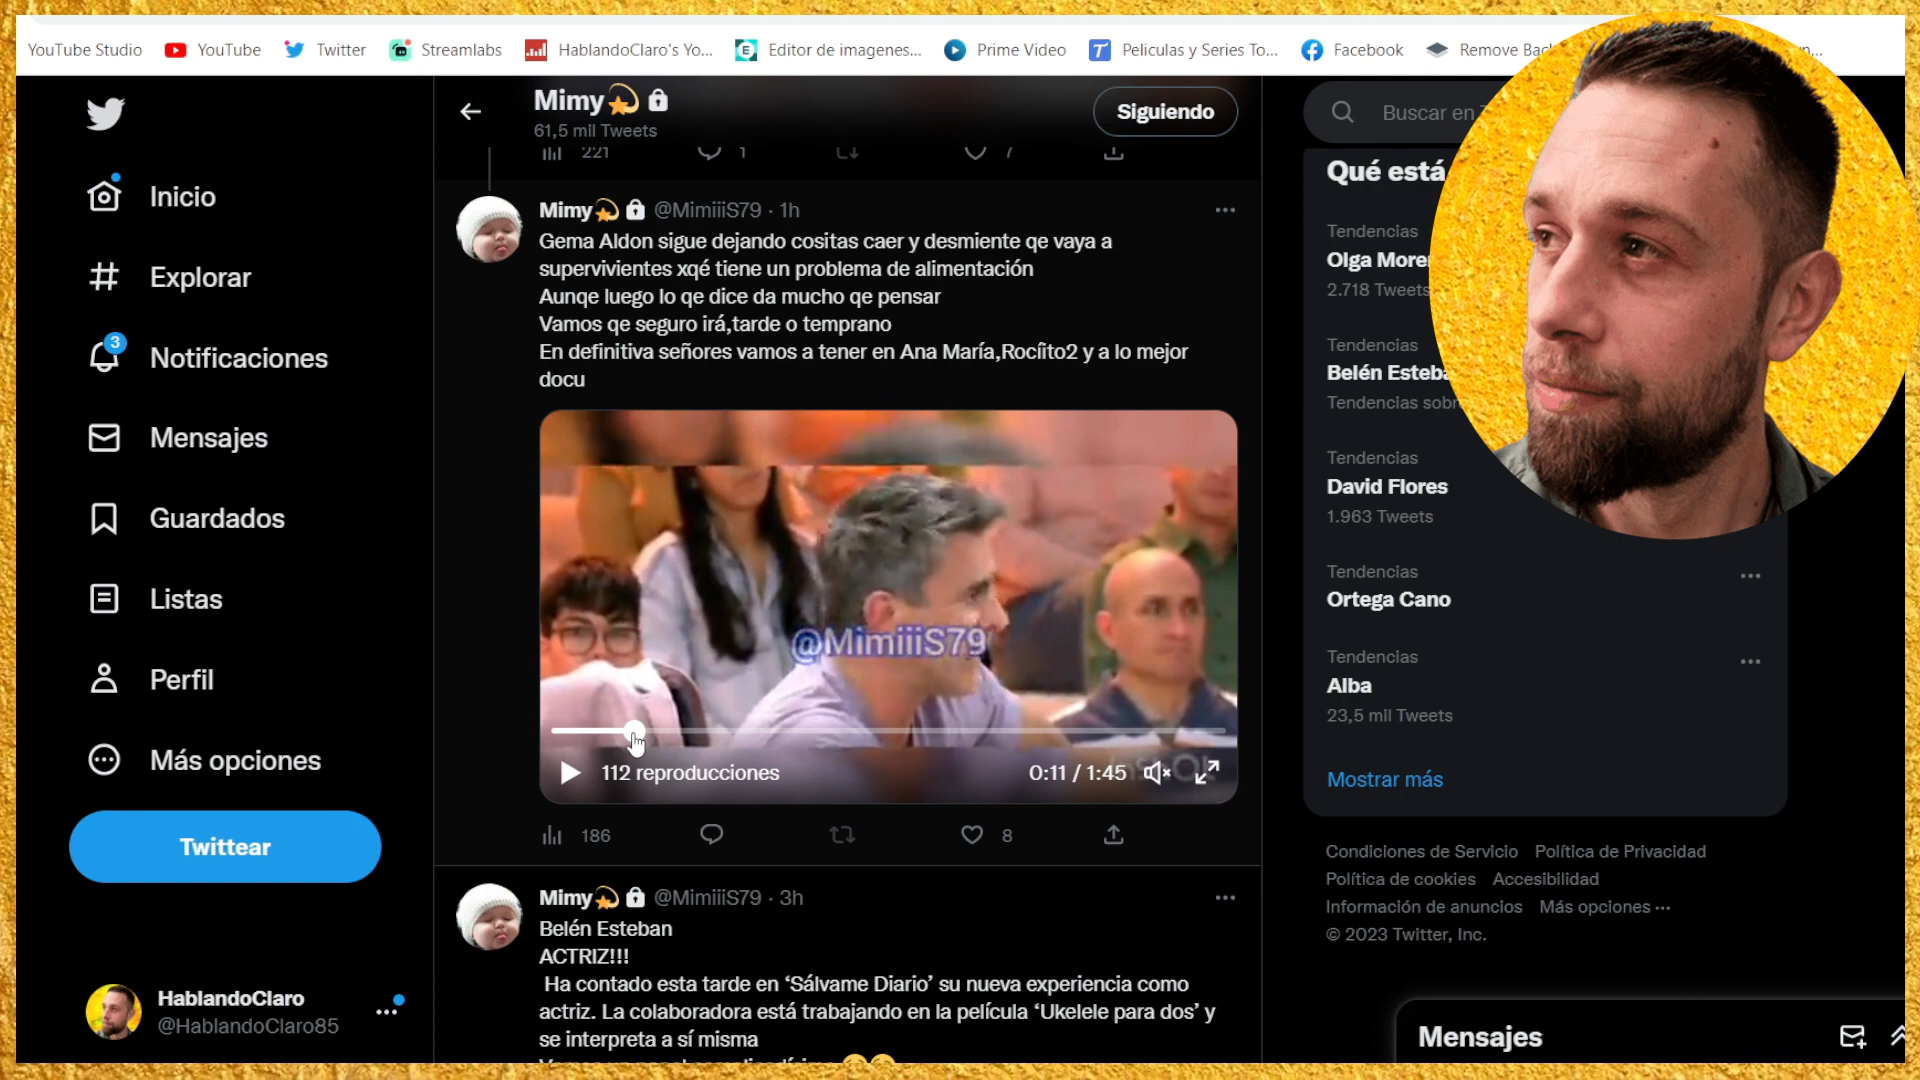 YouTube Studio YouTube Twitter Streamlabs HablandoClaro's Yo... Editor de imagenes... Prime Video Peliculas y Series To... Facebook Remove Bac
Mimy
61,5 mil Tweets
Siguiendo
Buscar en
221 1 7
Inicio
Explorar
Notificaciones
3
Mensajes
Guardados
Listas
Perfil
Más opciones
Twittear
HablandoClaro
@HablandoClaro85
Mimy @MimiiiS79 · 1h
Gema Aldon sigue dejando cositas caer y desmiente qe vaya a
supervivientes xqé tiene un problema de alimentación
Aunqe luego lo qe dice da mucho qe pensar
Vamos qe seguro irá,tarde o temprano
En definitiva señores vamos a tener en Ana María,Rocíito2 y a lo mejor
docu
@MimiiiS79
112 reproducciones 0:11 / 1:45
186 8
Mimy @MimiiiS79 · 3h
Belén Esteban
ACTRIZ!!!
Ha contado esta tarde en ‘Sálvame Diario’ su nueva experiencia como
actriz. La colaboradora está trabajando en la película ‘Ukelele para dos’ y
se interpreta a sí misma
Qué está
Tendencias
Olga More
2.718 Tweets
Tendencias
Belén Esteba
Tendencias sobr
Tendencias
David Flores
1.963 Tweets
Tendencias
Ortega Cano
Tendencias
Alba
23,5 mil Tweets
Mostrar más
Condiciones de Servicio Política de Privacidad
Política de cookies Accesibilidad
Información de anuncios Más opciones ···
© 2023 Twitter, Inc.
Mensajes